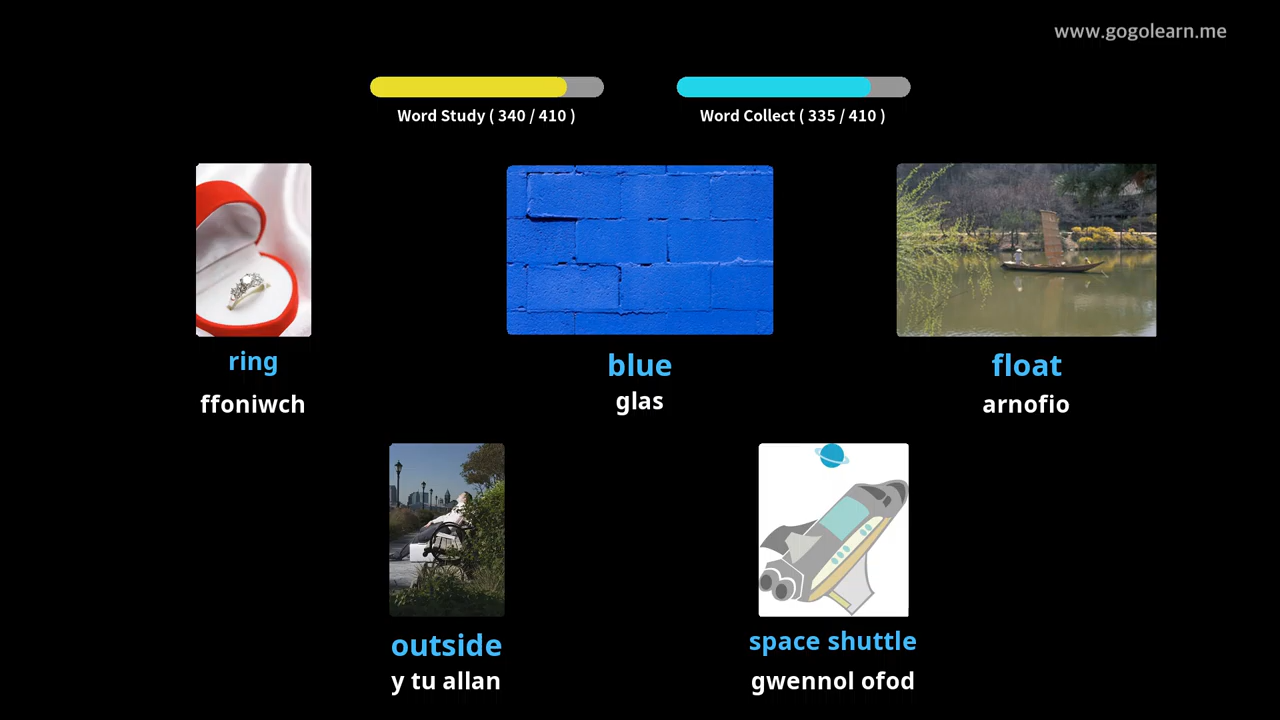 www.gogolearn.me
Word Study ( 340 / 410 )
Word Collect ( 335 / 410 )
ring
ffoniwch
blue
glas
float
arnofio
outside
y tu allan
space shuttle
gwennol ofod